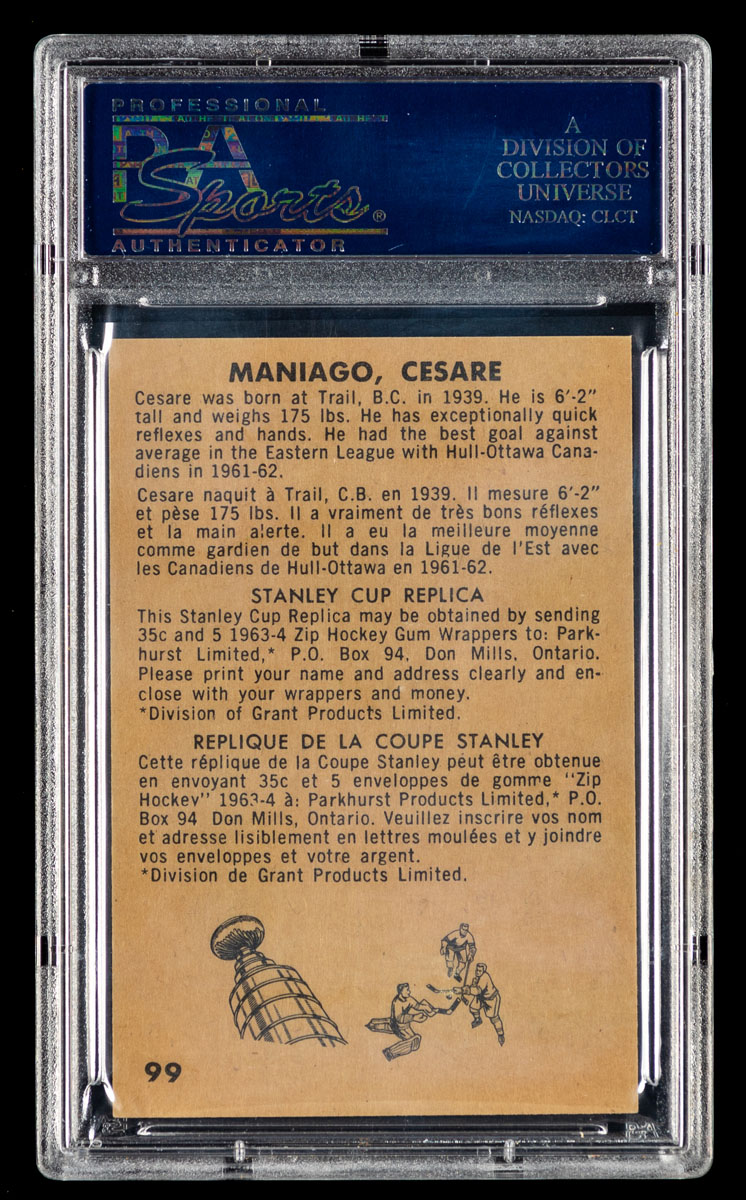 PROFESSIONAL
PSA
Sports®
AUTHENTICATOR
A
DIVISION OF
COLLECTORS
UNIVERSE
NASDAQ: CLCT
MANIAGO, CESARE
Cesare was born at Trail, B.C. in 1939. He is 6′-2″
tall and weighs 175 lbs. He has exceptionally quick
reflexes and hands. He had the best goal against
average in the Eastern League with Hull-Ottawa Cana-
diens in 1961-62.
Cesare naquit à Trail, C.B. en 1939. Il mesure 6′-2″
et pèse 175 lbs. Il a vraiment de très bons réflexes
et la main alerte. Il a eu la meilleure moyenne
comme gardien de but dans la Ligue de l'Est avec
les Canadiens de Hull-Ottawa en 1961-62.
STANLEY CUP REPLICA
This Stanley Cup Replica may be obtained by sending
35c and 5 1963-4 Zip Hockey Gum Wrappers to: Park-
hurst Limited,* P.O. Box 94, Don Mills, Ontario.
Please print your name and address clearly and en-
close with your wrappers and money.
*Division of Grant Products Limited.
REPLIQUE DE LA COUPE STANLEY
Cette réplique de la Coupe Stanley peut être obtenue
en envoyant 35c et 5 enveloppes de gomme "Zip
Hockey" 1963-4 à: Parkhurst Products Limited,* P.O.
Box 94 Don Mills, Ontario. Veuillez inscrire vos nom
et adresse lisiblement en lettres moulées et y joindre
vos enveloppes et votre argent.
*Division de Grant Products Limited.
99